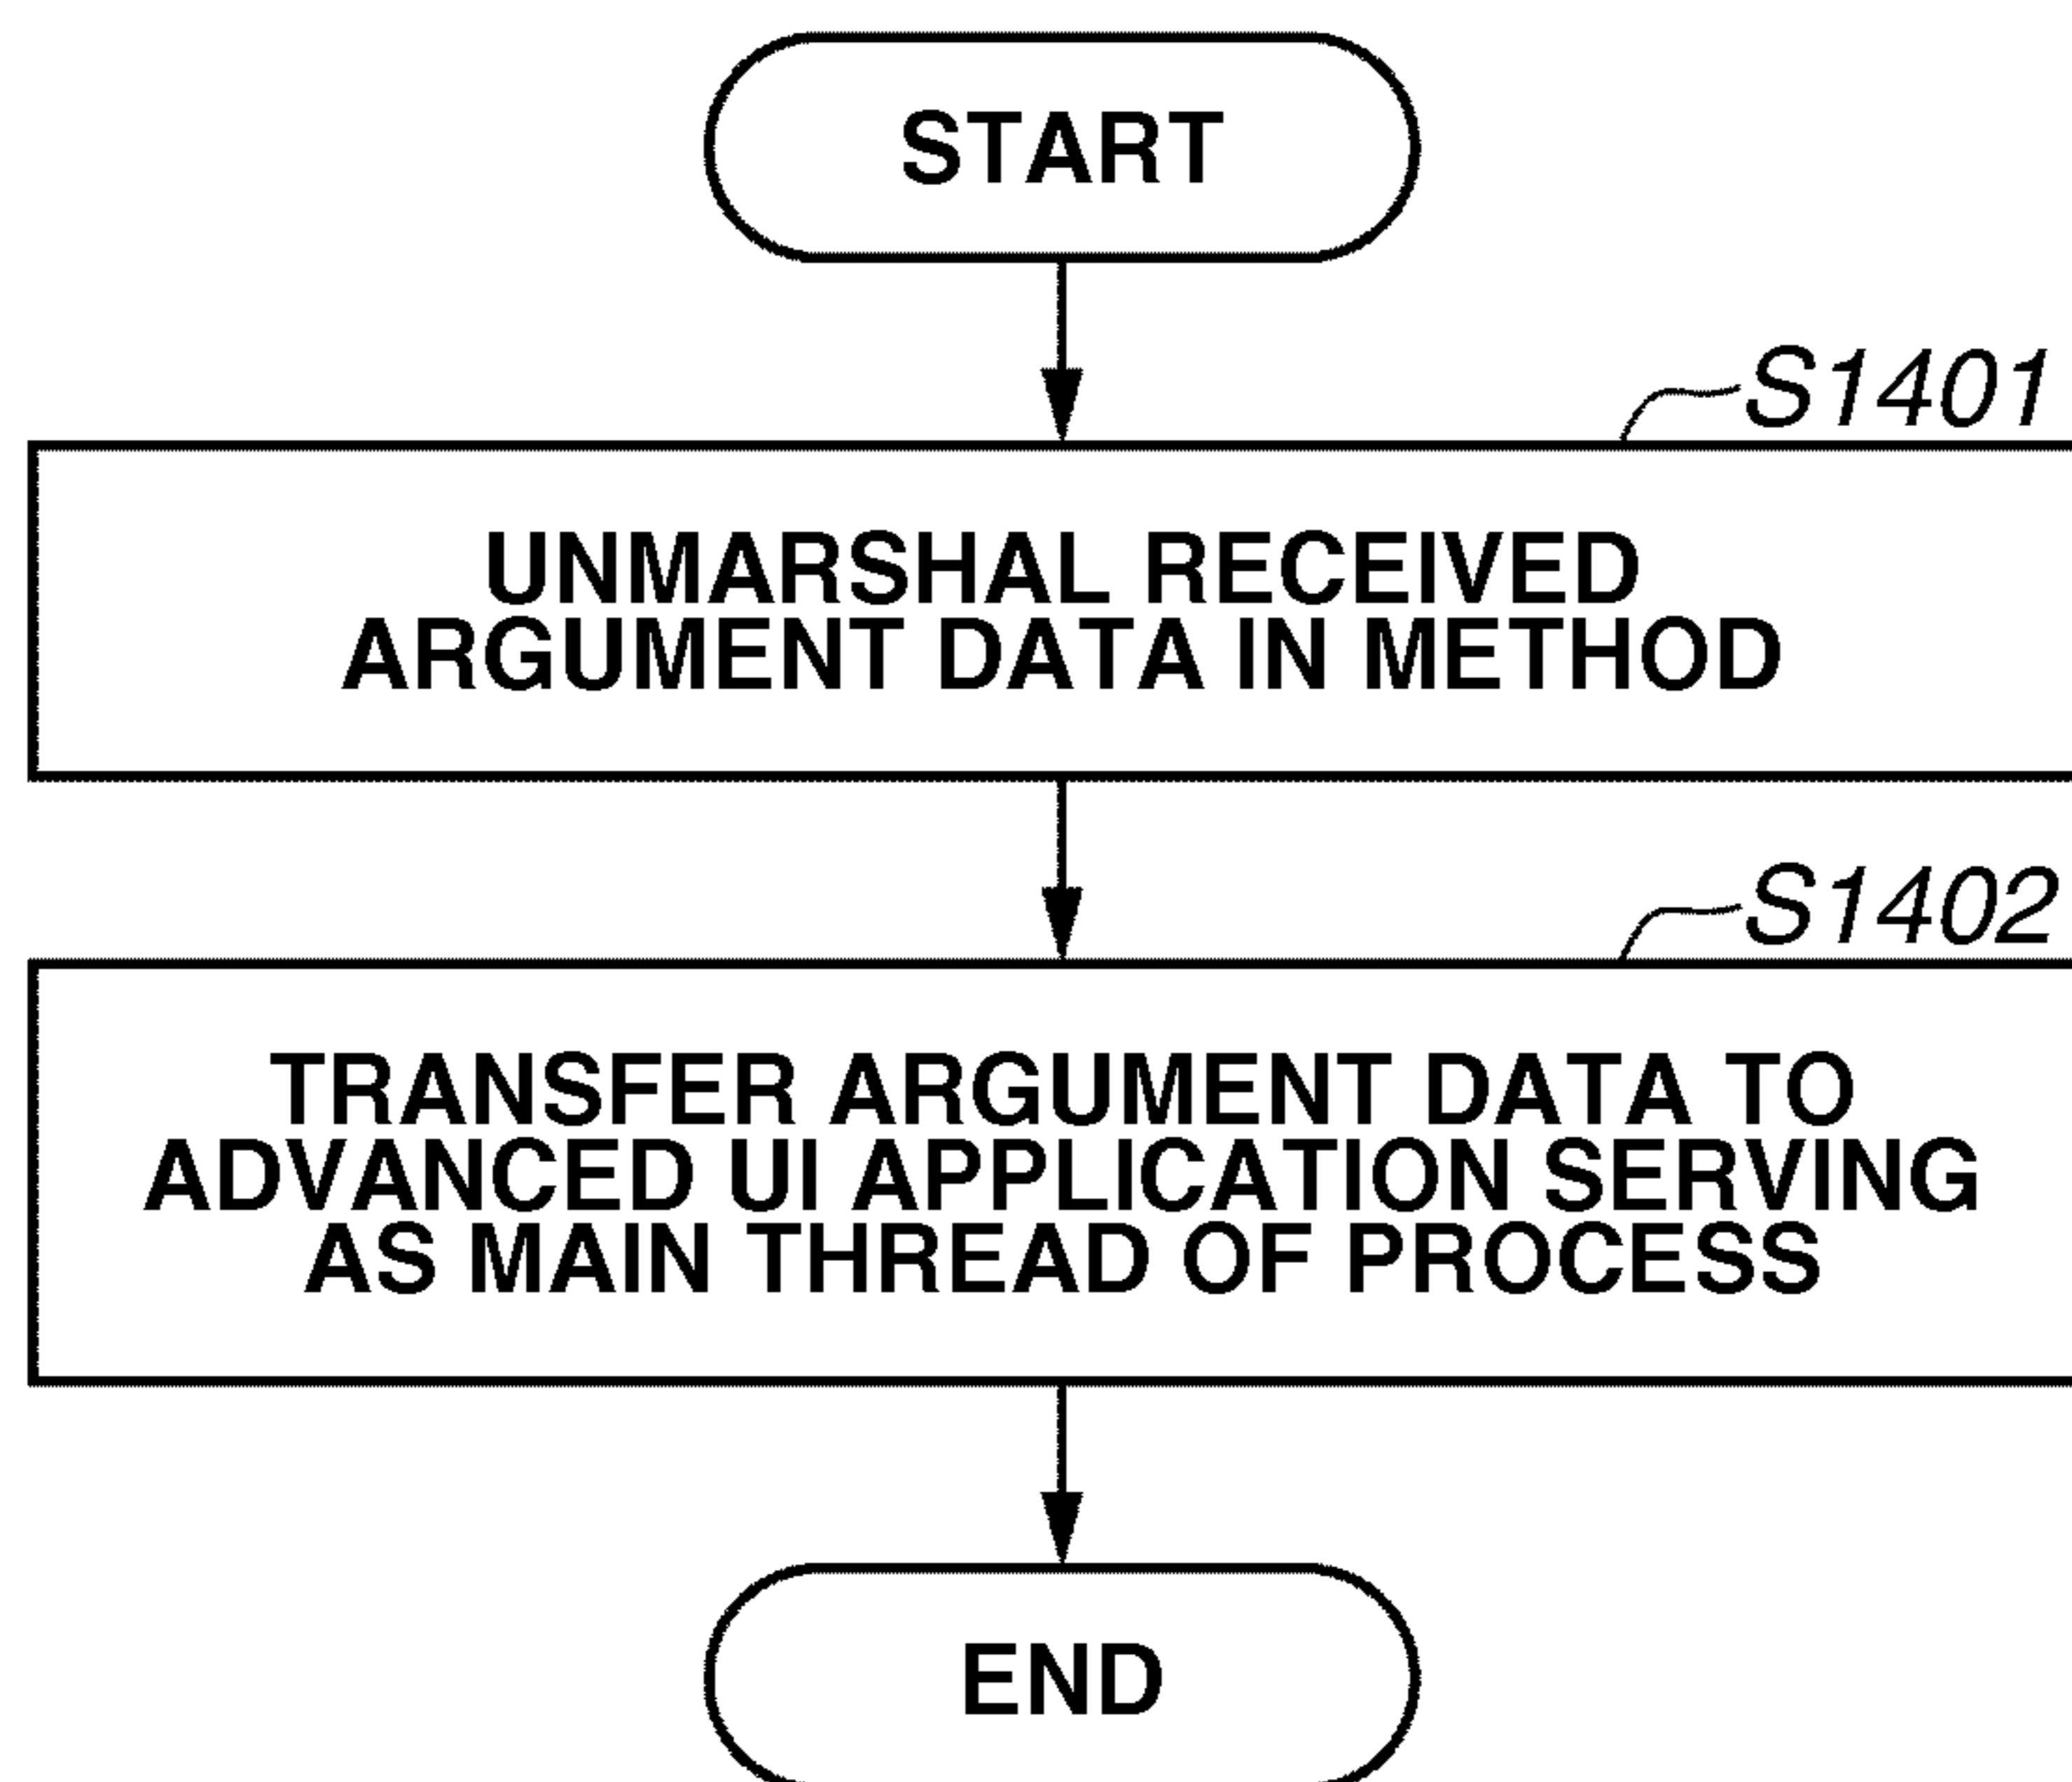 START
S1401
UNMARSHAL RECEIVED
ARGUMENT DATA IN METHOD
S1402
TRANSFER ARGUMENT DATA TO
ADVANCED UI APPLICATION SERVING
AS MAIN THREAD OF PROCESS
END